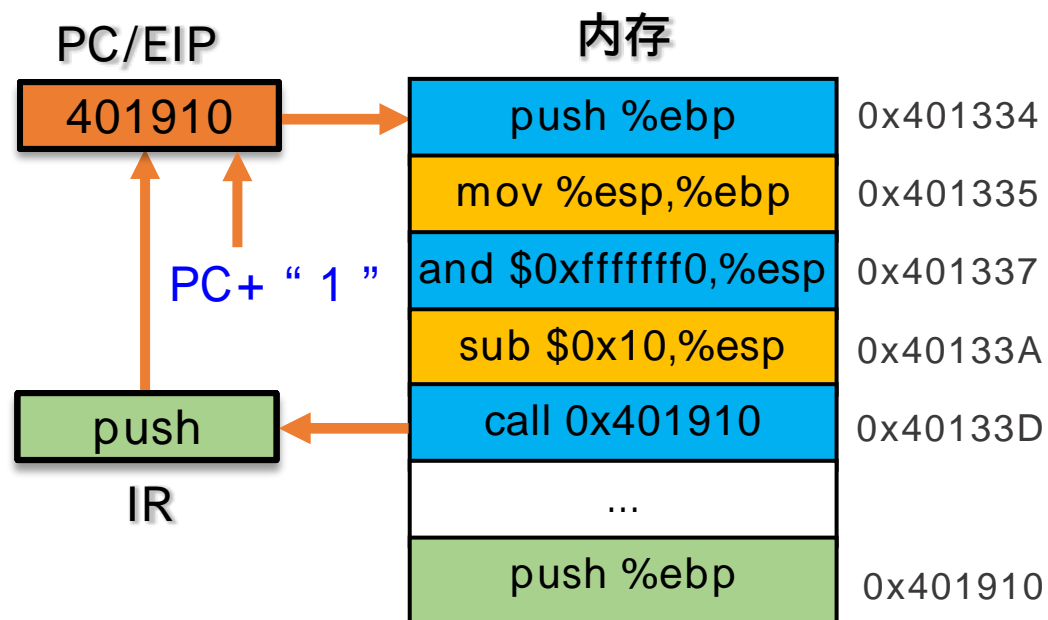 PC/EIP
内存
401910
push %ebp
0x401334
mov %esp,%ebp
0x401335
PC+ “ 1 ”
and $0xfffffff0,%esp
0x401337
sub $0x10,%esp
0x40133A
push
call 0x401910
0x40133D
IR
...
push %ebp
0x401910